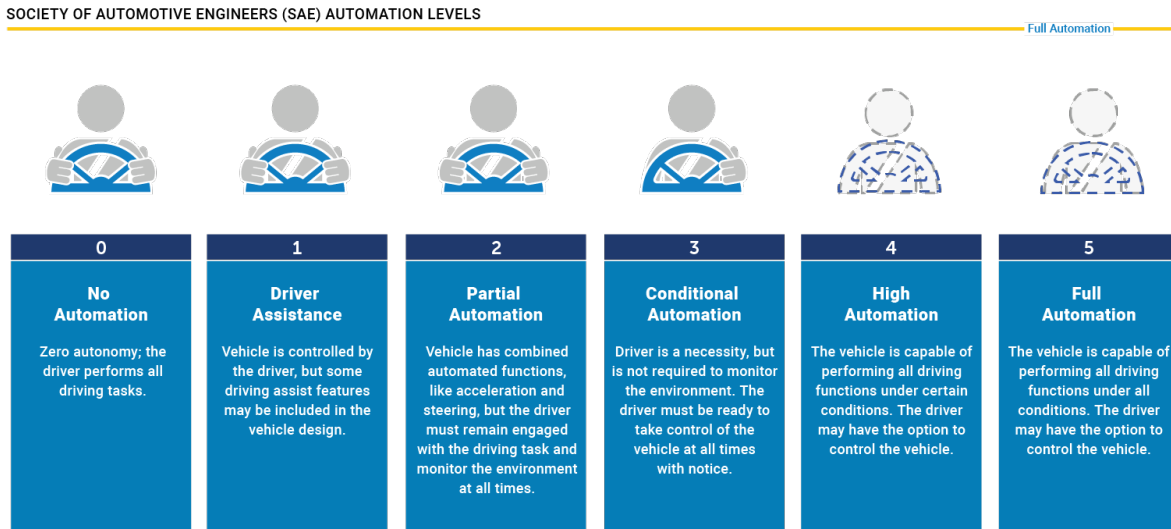 SOCIETY OF AUTOMOTIVE ENGINEERS (SAE) AUTOMATION LEVELS
Full Automation
0
No
Automation
Zero autonomy; the
driver performs all
driving tasks.
1
Driver
Assistance
Vehicle is controlled by
the driver, but some
driving assist features
may be included in the
vehicle design.
2
Partial
Automation
Vehicle has combined
automated functions,
like acceleration and
steering, but the driver
must remain engaged
with the driving task and
monitor the environment
at all times.
3
Conditional
Automation
Driver is a necessity, but
is not required to monitor
the environment. The
driver must be ready to
take control of the
vehicle at all times
with notice.
4
High
Automation
The vehicle is capable of
performing all driving
functions under certain
conditions. The driver
may have the option to
control the vehicle.
5
Full
Automation
The vehicle is capable of
performing all driving
functions under all
conditions. The driver
may have the option to
control the vehicle.